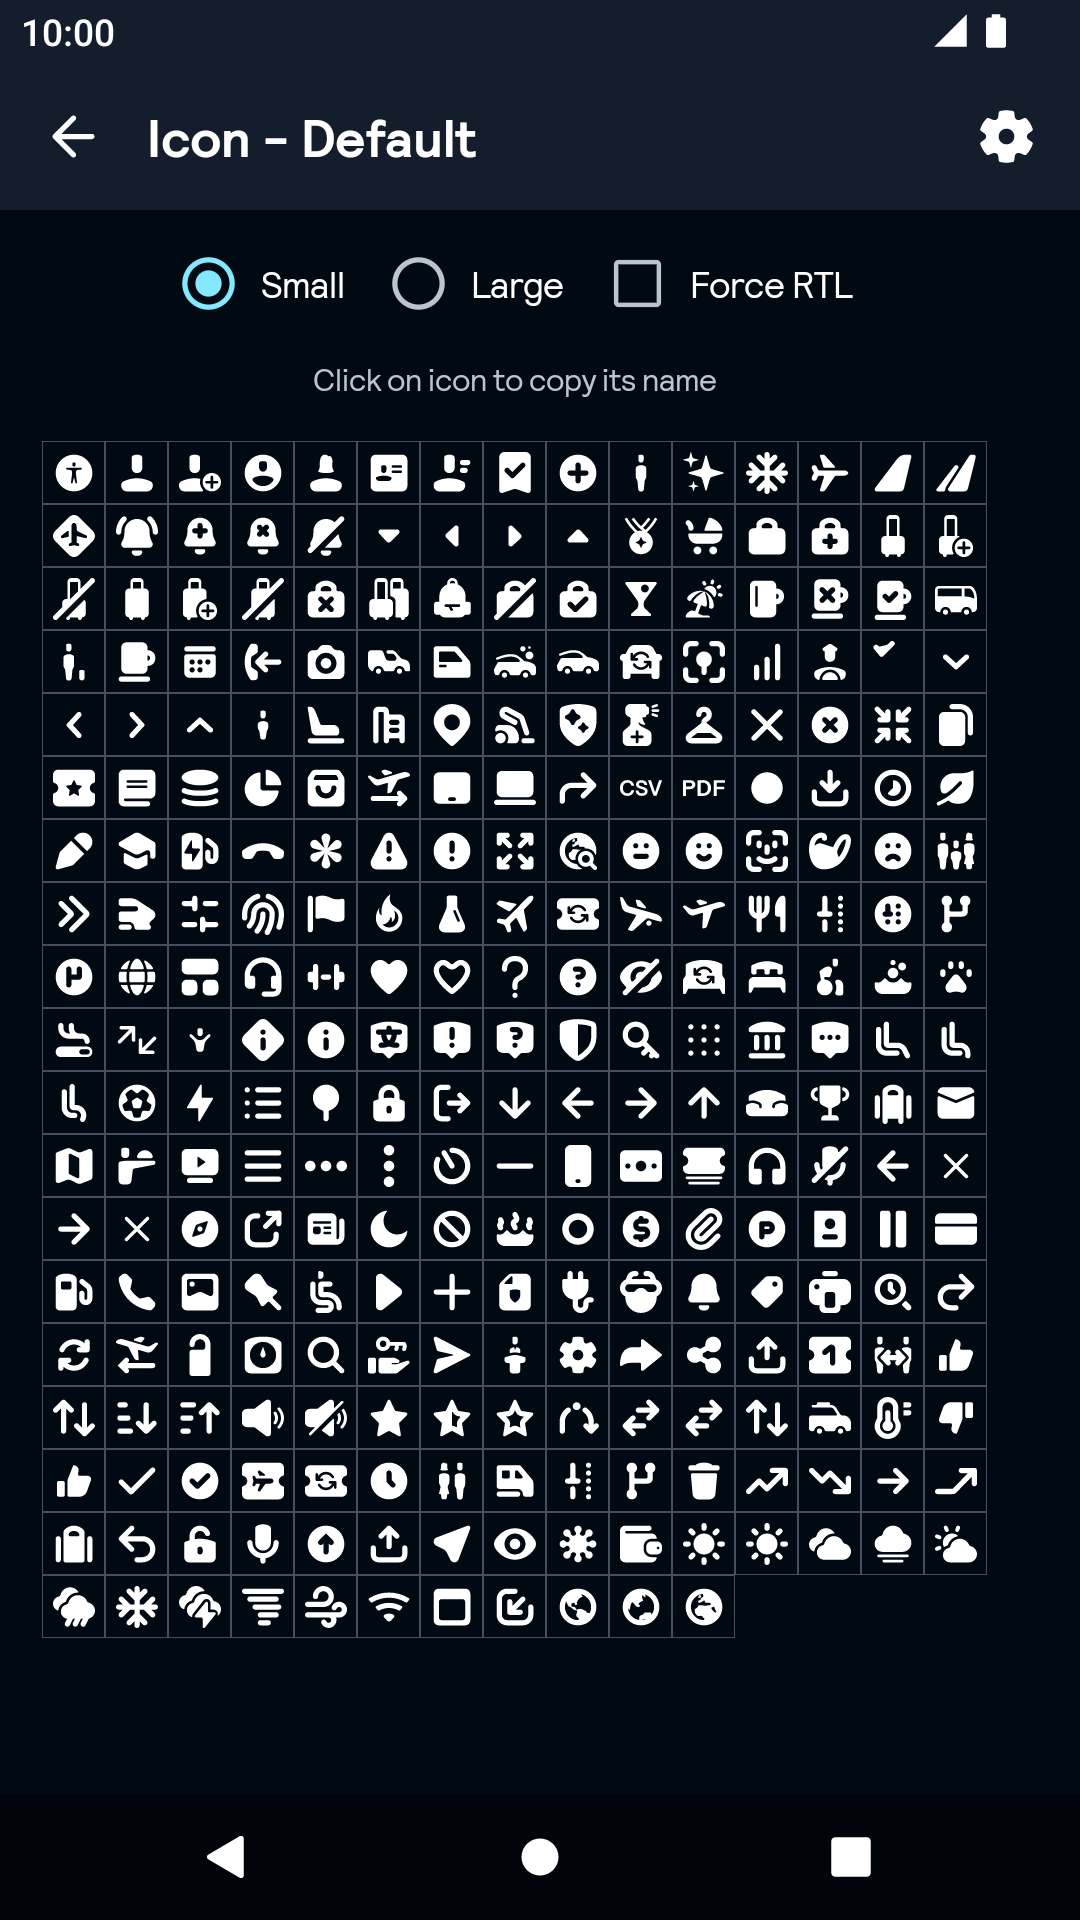 10:00
Icon - Default
Small
Large
Force RTL
Click on icon to copy its name
CSV
PDF